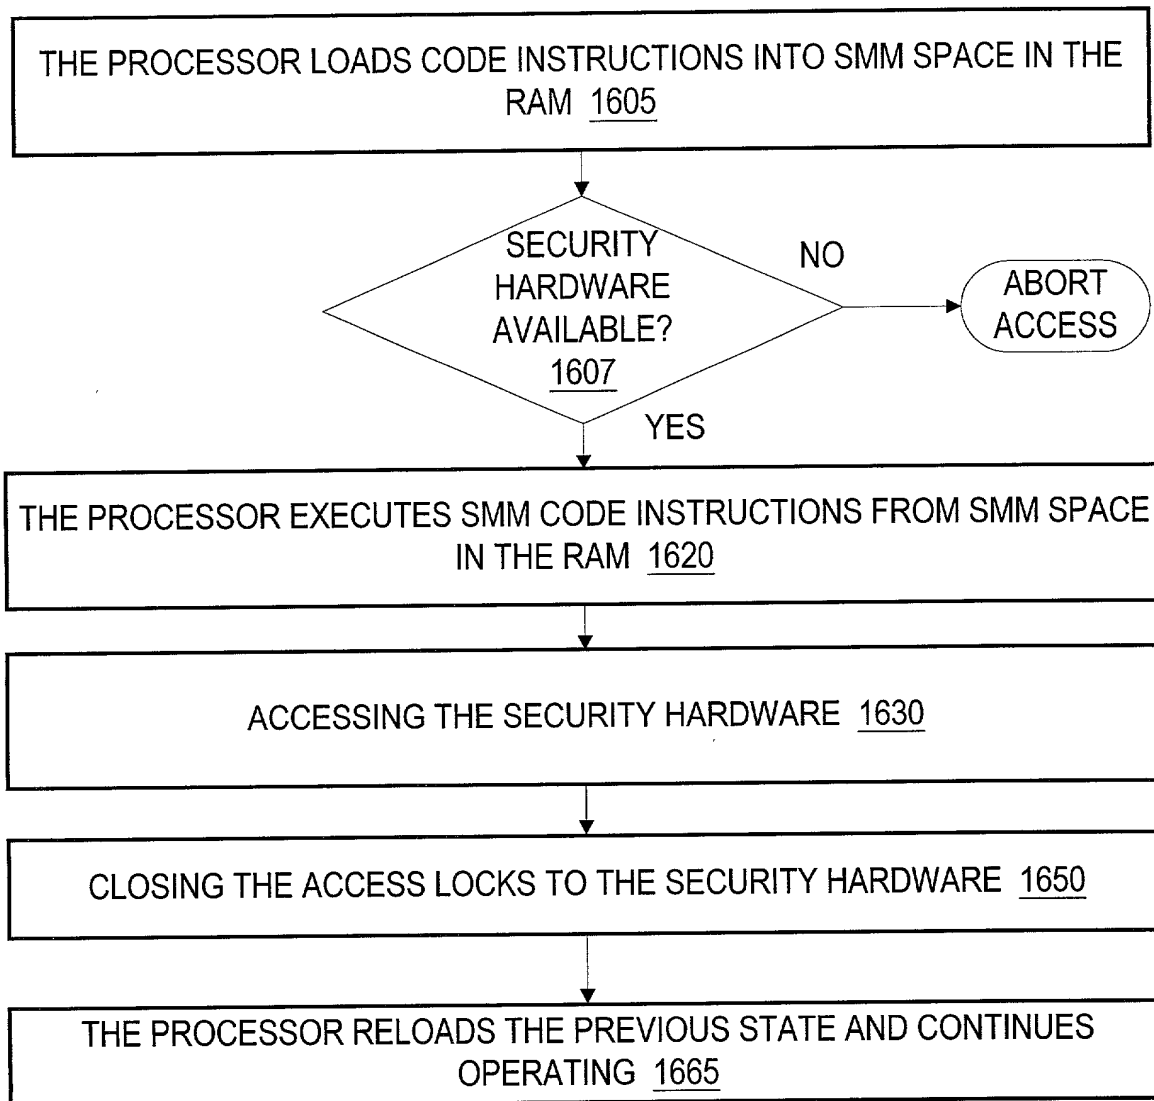 THE PROCESSOR LOADS CODE INSTRUCTIONS INTO SMM SPACE IN THE
RAM 1605
SECURITY
HARDWARE
AVAILABLE?
1607
NO
ABORT
ACCESS
YES
THE PROCESSOR EXECUTES SMM CODE INSTRUCTIONS FROM SMM SPACE
IN THE RAM 1620
ACCESSING THE SECURITY HARDWARE 1630
CLOSING THE ACCESS LOCKS TO THE SECURITY HARDWARE 1650
THE PROCESSOR RELOADS THE PREVIOUS STATE AND CONTINUES
OPERATING 1665